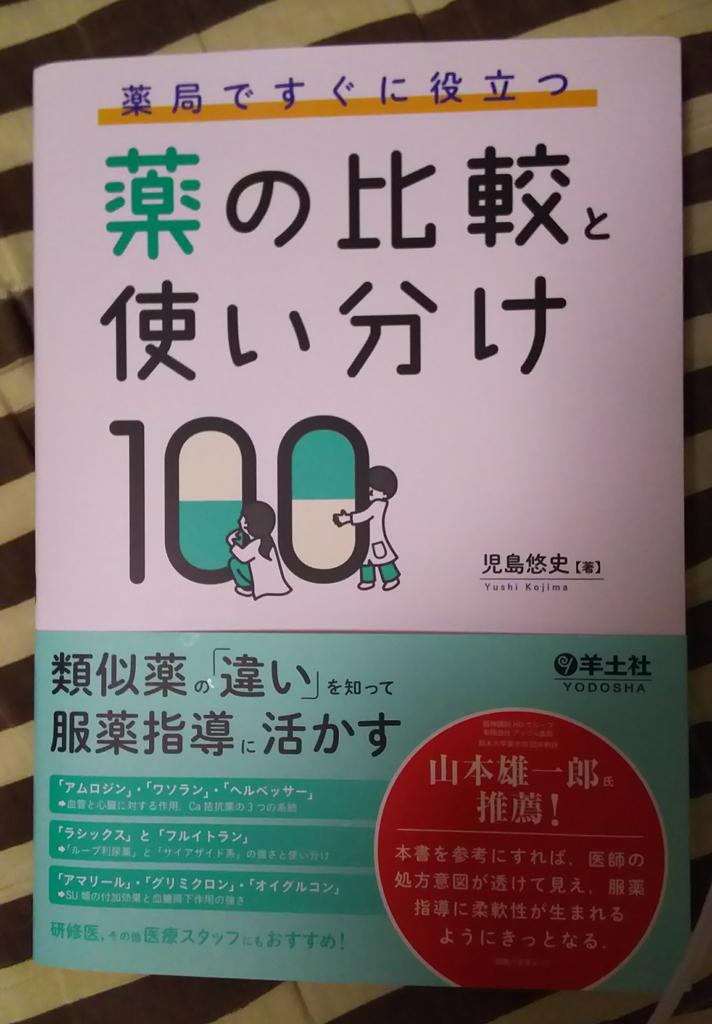 薬局ですぐに役立つ
薬の比較と
使い分け
100
児島悠史【著】
Yushi Kojima
類似薬の「違い」を知って
服薬指導に活かす
羊土社
YODOSHA
「アムロジン」・「ワソラン」・「ヘルベッサー」
➡血管と心臓に対する作用，Ca拮抗薬の3つの系統
「ラシックス」と「フルイトラン」
➡「ループ利尿薬」と「サイアザイド系」の強さと使い分け
「アマリール」・「グリミクロン」・「オイグルコン」
➡SU類の付加効果と血糖降下作用の強さ
研修医，その他医療スタッフにもおすすめ！
山本雄一郎氏
推薦！
本書を参考にすれば，医師の
処方意図が透けて見え，服薬
指導に柔軟性が生まれる
ようにきっとなる．